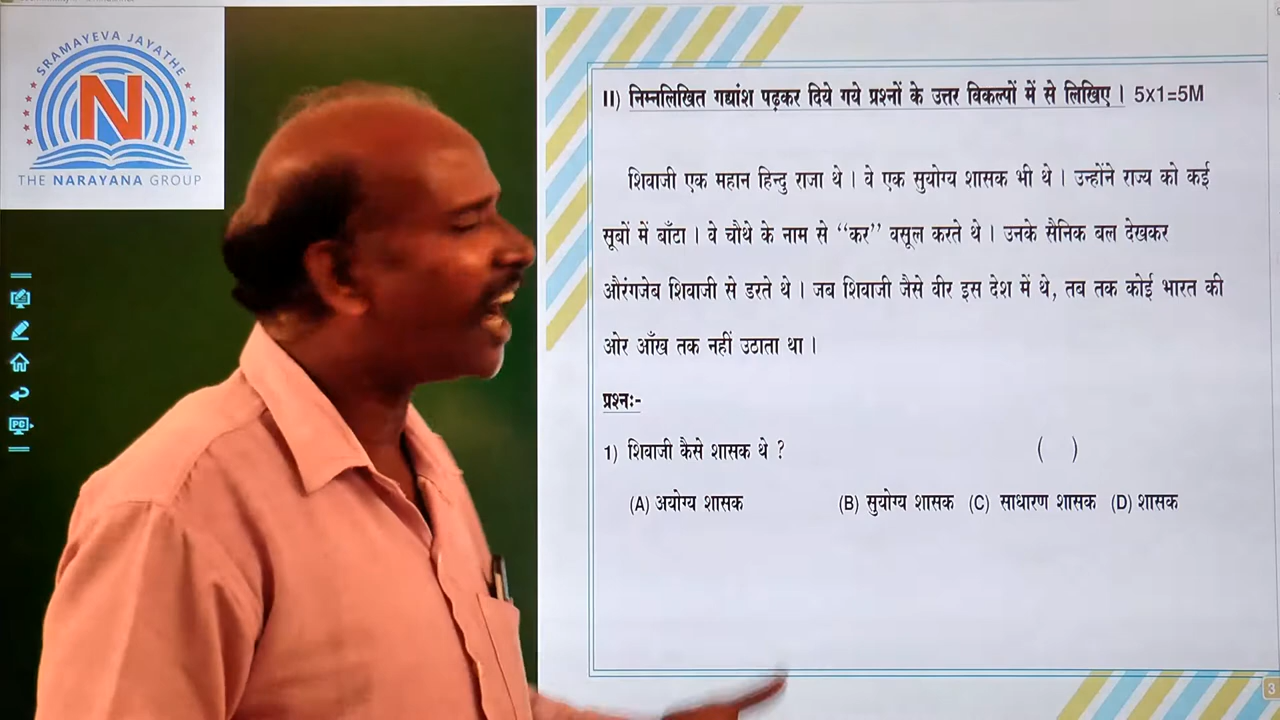 SRAMAYEVA JAYATHE
N
THE NARAYANA GROUP
II) निम्नलिखित गद्यांश पढ़कर दिये गये प्रश्नों के उत्तर विकल्पों में से लिखिए । 5x1=5M
शिवाजी एक महान हिन्दु राजा थे । वे एक सुयोग्य शासक भी थे । उन्होंने राज्य को कई
सूबों में बाँटा । वे चौथे के नाम से “कर” वसूल करते थे । उनके सैनिक बल देखकर
औरंगजेब शिवाजी से डरते थे । जब शिवाजी जैसे वीर इस देश में थे, तब तक कोई भारत की
ओर आँख तक नहीं उठाता था ।
प्रश्नः-
1) शिवाजी कैसे शासक थे ? ( )
(A) अयोग्य शासक (B) सुयोग्य शासक (C) साधारण शासक (D) शासक
PC
3